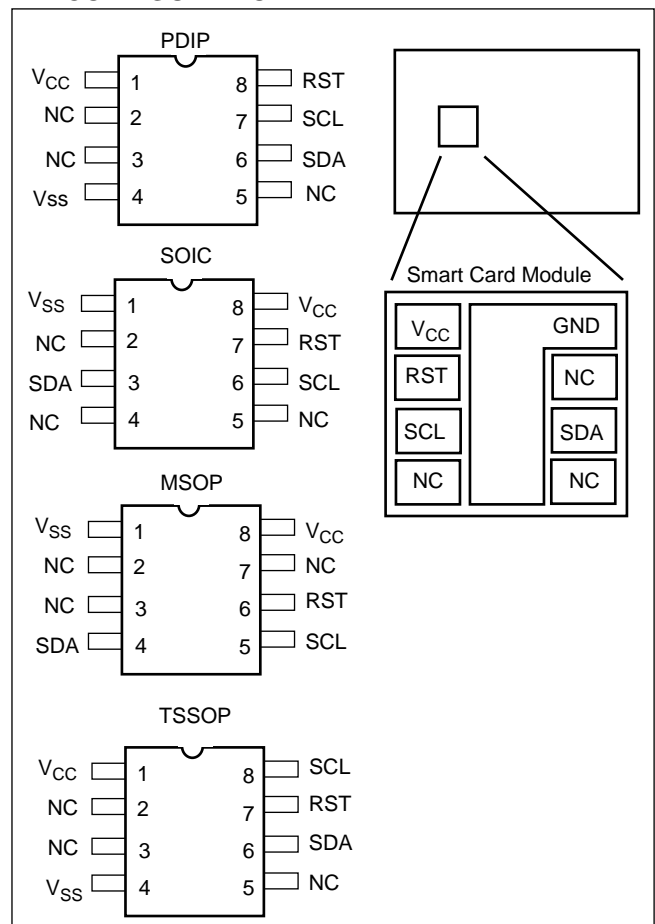 PDIP
VCC 1 8 RST
NC 2 7 SCL
NC 3 6 SDA
Vss 4 5 NC
SOIC
VSS 1 8 VCC
NC 2 7 RST
SDA 3 6 SCL
NC 4 5 NC
MSOP
VSS 1 8 VCC
NC 2 7 NC
NC 3 6 RST
SDA 4 5 SCL
TSSOP
VCC 1 8 SCL
NC 2 7 RST
NC 3 6 SDA
VSS 4 5 NC
Smart Card Module
VCC GND
RST NC
SCL SDA
NC NC